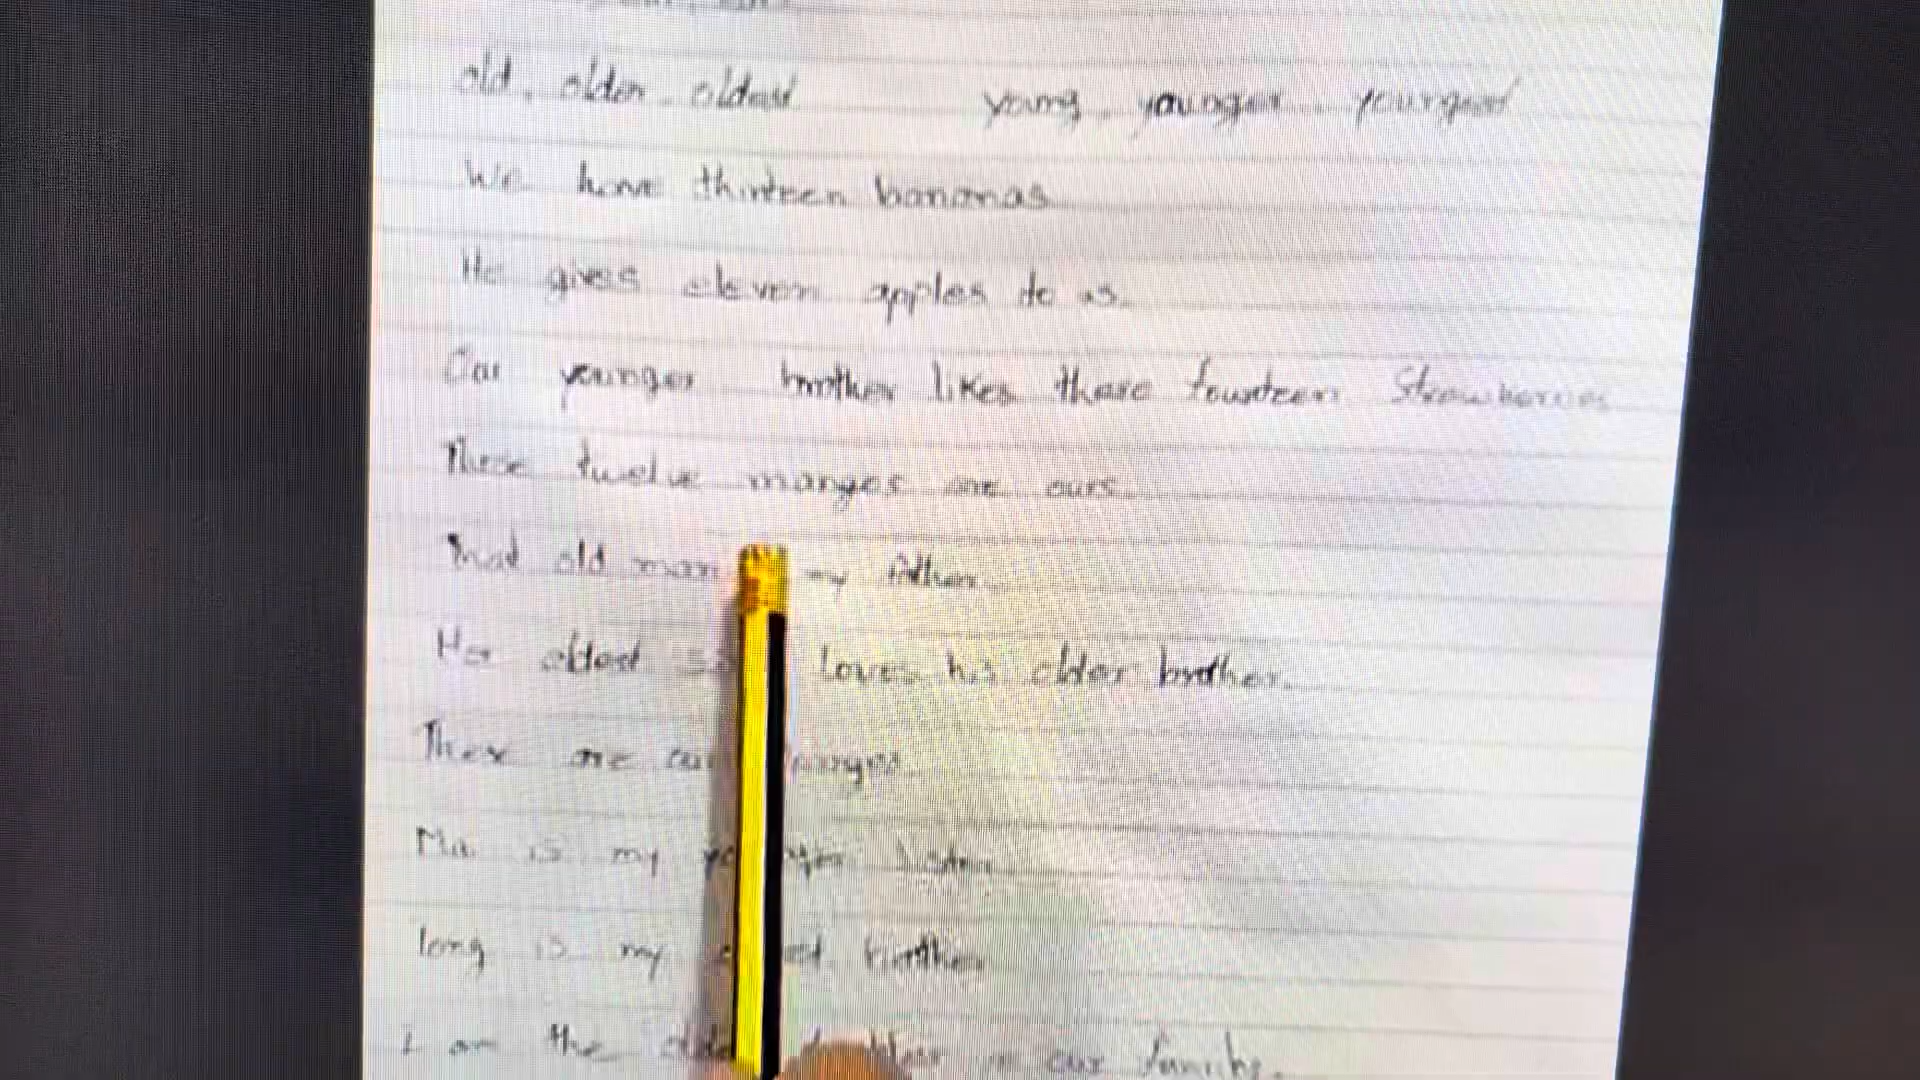 old, older, oldest young, younger, youngest
We have thirteen bananas
He gives eleven apples to us.
Our younger brother likes these fourteen Strawberries
These twelve mangoes are ours.
That old man my father.
Her oldest loves his older brother.
These are our
Mai is my
long is my brother
I am the in our family.